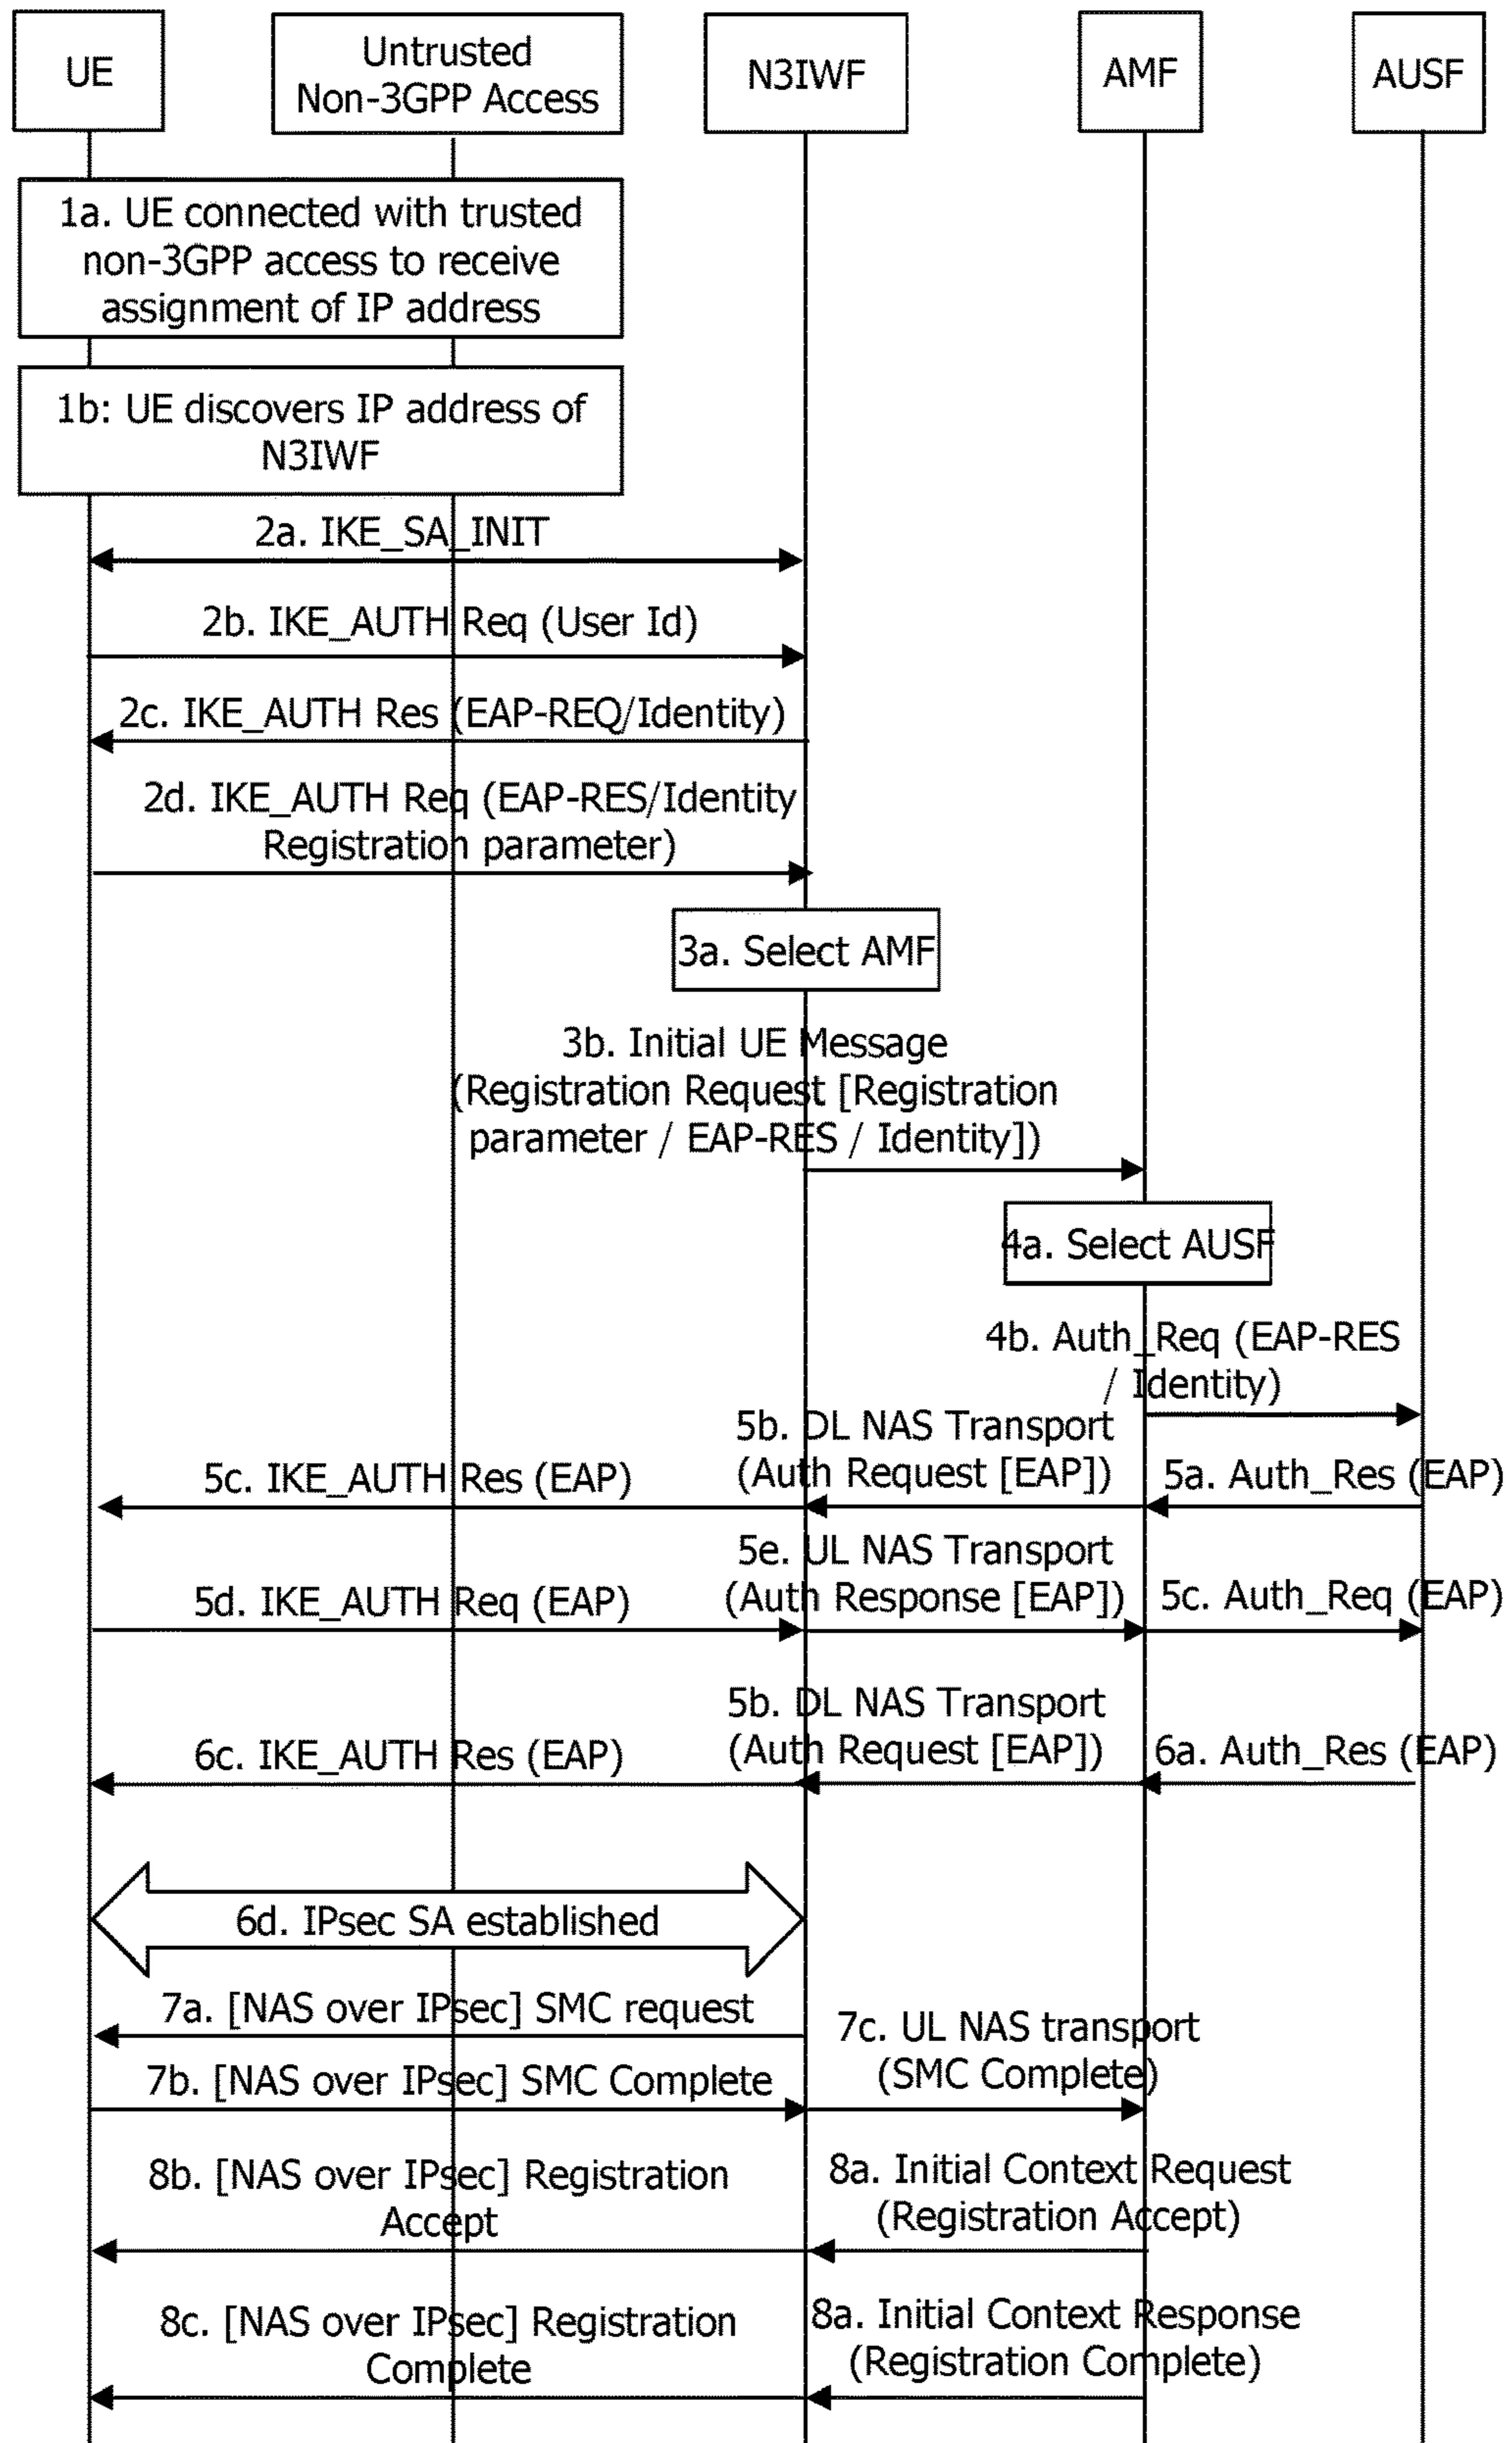 UE
Untrusted
Non-3GPP Access
N3IWF
AMF
AUSF
1a. UE connected with trusted
non-3GPP access to receive
assignment of IP address
1b: UE discovers IP address of
N3IWF
2a. IKE_SA_INIT
2b. IKE_AUTH Req (User Id)
2c. IKE_AUTH Res (EAP-REQ/Identity)
2d. IKE_AUTH Req (EAP-RES/Identity
Registration parameter)
3a. Select AMF
3b. Initial UE Message
(Registration Request [Registration
parameter / EAP-RES / Identity])
4a. Select AUSF
4b. Auth_Req (EAP-RES
/ Identity)
5b. DL NAS Transport
(Auth Request [EAP])
5c. IKE_AUTH Res (EAP)
5a. Auth_Res (EAP)
5e. UL NAS Transport
(Auth Response [EAP])
5d. IKE_AUTH Req (EAP)
5c. Auth_Req (EAP)
5b. DL NAS Transport
(Auth Request [EAP])
6c. IKE_AUTH Res (EAP)
6a. Auth_Res (EAP)
6d. IPsec SA established
7a. [NAS over IPsec] SMC request
7c. UL NAS transport
(SMC Complete)
7b. [NAS over IPsec] SMC Complete
8b. [NAS over IPsec] Registration
Accept
8a. Initial Context Request
(Registration Accept)
8c. [NAS over IPsec] Registration
Complete
8a. Initial Context Response
(Registration Complete)